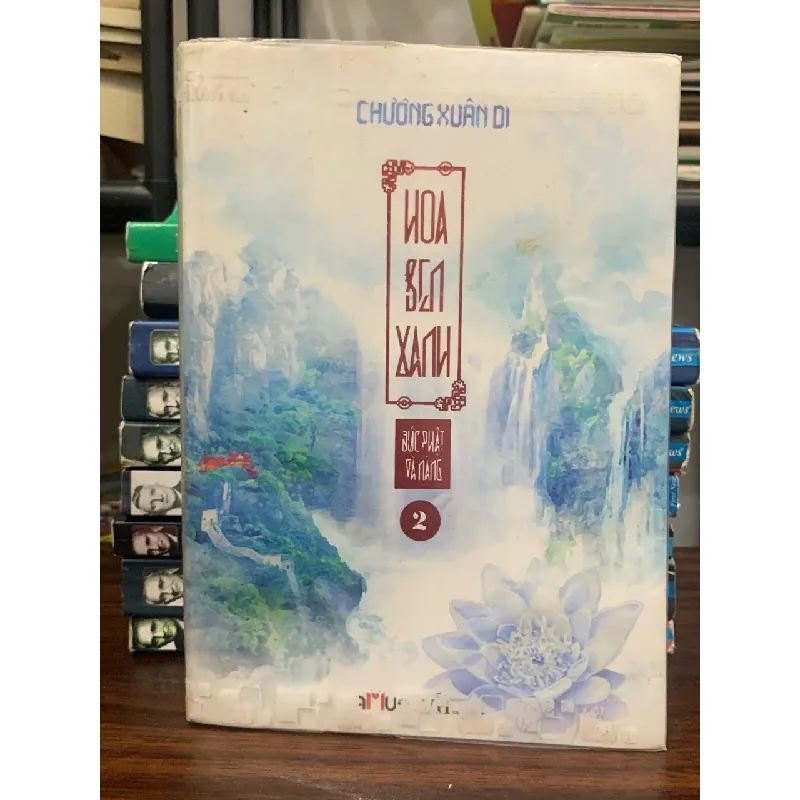 CHƯƠNG XUÂN DI
HOA
SEN
XANH
ĐỨC PHẬT
VÀ NÀNG
2